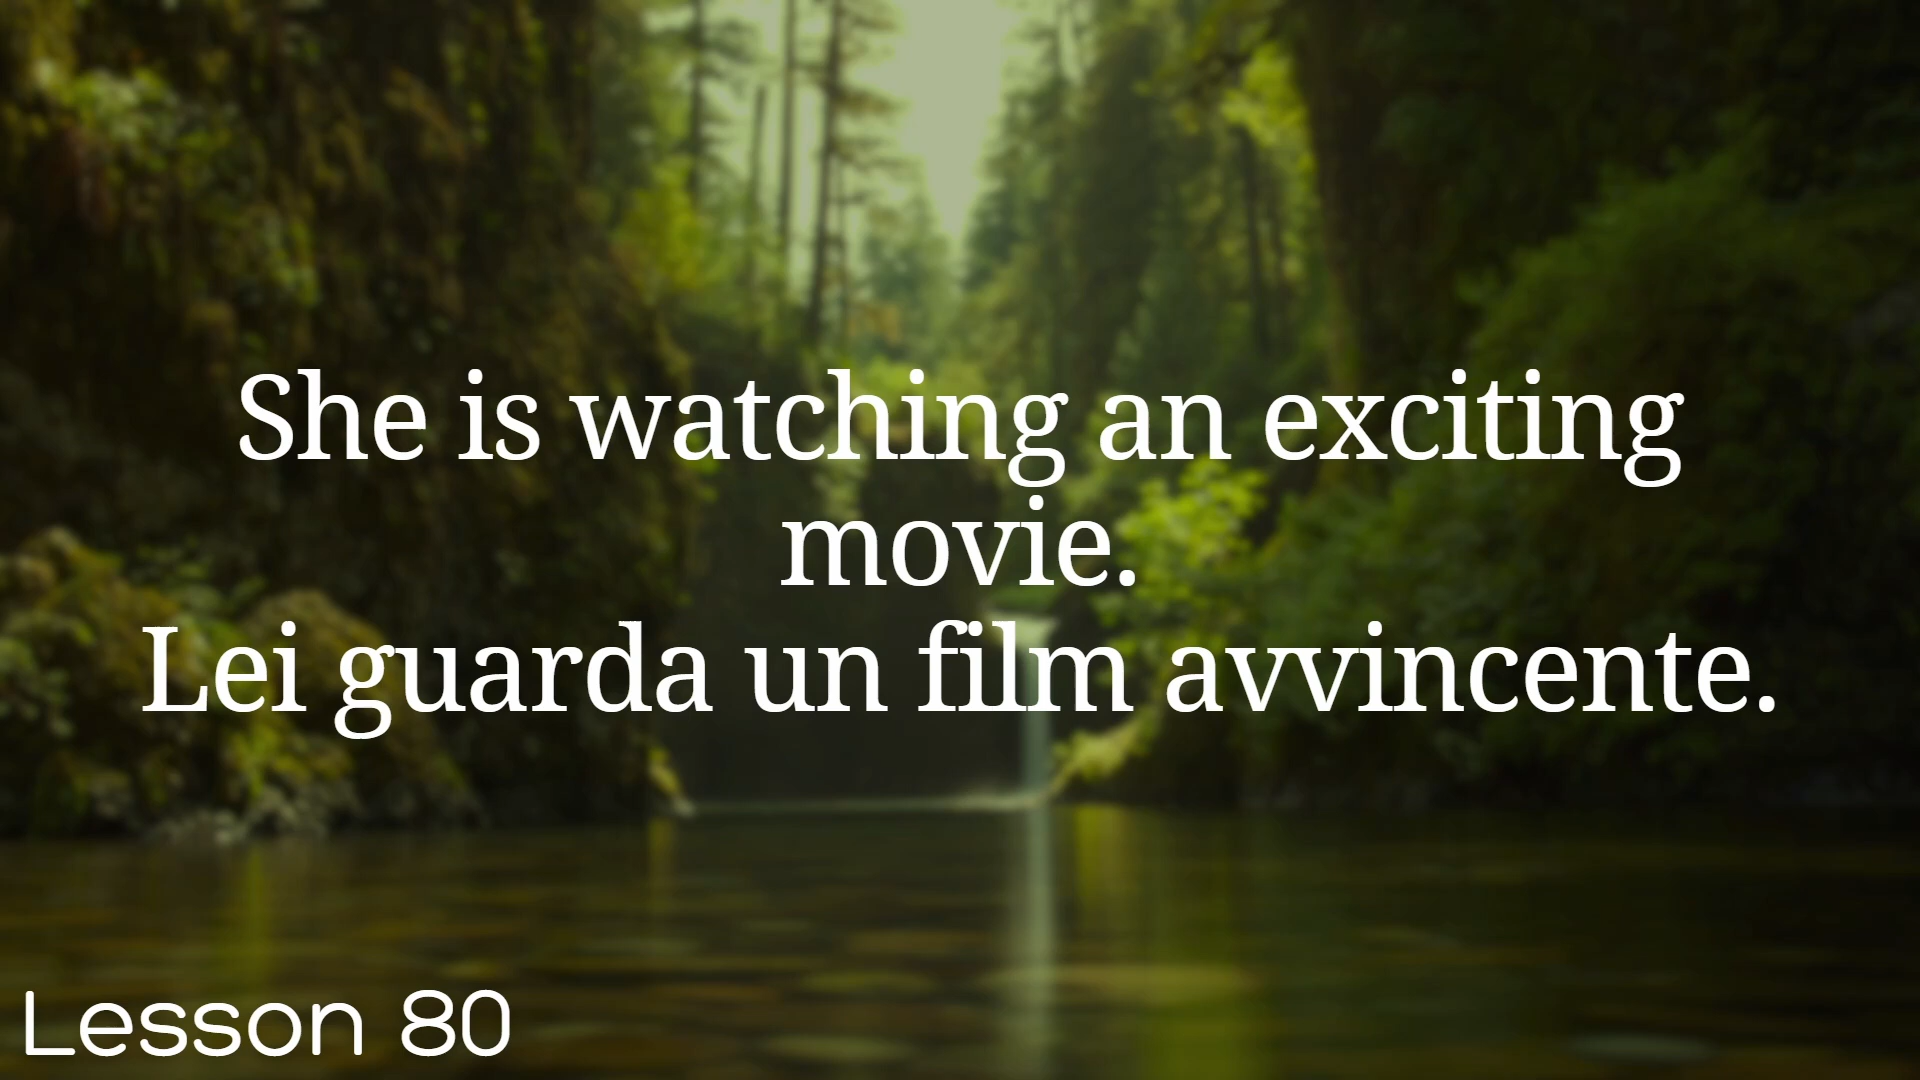 She is watching an exciting
movie.
Lei guarda un film avvincente.
Lesson 80